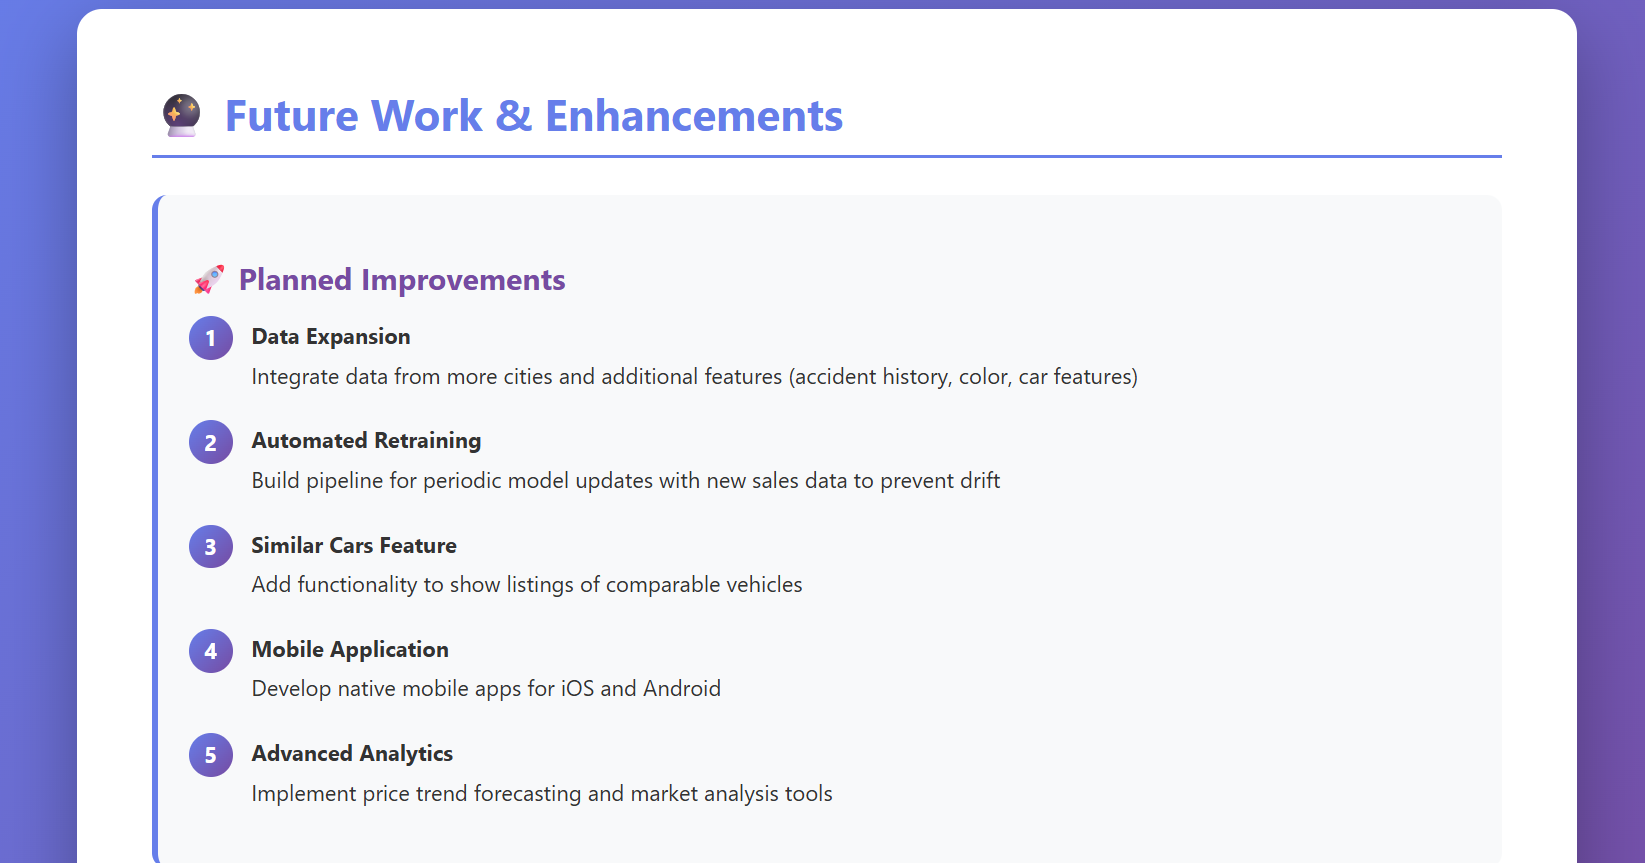 Future Work & Enhancements
Planned Improvements
1
Data Expansion
Integrate data from more cities and additional features (accident history, color, car features)
2
Automated Retraining
Build pipeline for periodic model updates with new sales data to prevent drift
3
Similar Cars Feature
Add functionality to show listings of comparable vehicles
4
Mobile Application
Develop native mobile apps for iOS and Android
5
Advanced Analytics
Implement price trend forecasting and market analysis tools